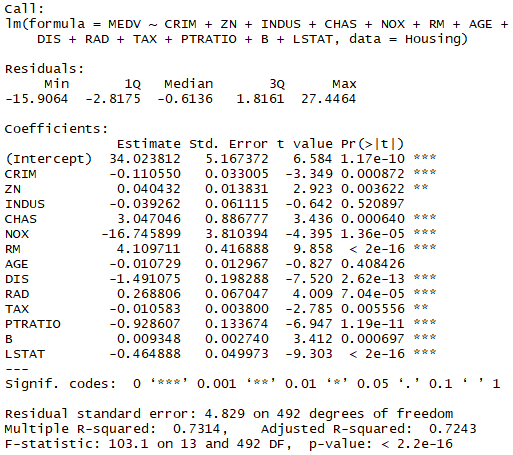 Call:
lm(formula = MEDV ~ CRIM + ZN + INDUS + CHAS + NOX + RM + AGE +
    DIS + RAD + TAX + PTRATIO + B + LSTAT, data = Housing)

Residuals:
     Min       1Q   Median       3Q      Max
-15.9064  -2.8175  -0.6136   1.8161  27.4464

Coefficients:
              Estimate Std. Error t value Pr(>|t|)
(Intercept)  34.023812   5.167372   6.584 1.17e-10 ***
CRIM         -0.110550   0.033005  -3.349 0.000872 ***
ZN            0.040432   0.013831   2.923 0.003622 **
INDUS        -0.039262   0.061115  -0.642 0.520897
CHAS          3.047046   0.886777   3.436 0.000640 ***
NOX         -16.745899   3.810394  -4.395 1.36e-05 ***
RM            4.109711   0.416888   9.858  < 2e-16 ***
AGE          -0.010729   0.012967  -0.827 0.408426
DIS          -1.491075   0.198288  -7.520 2.62e-13 ***
RAD           0.268806   0.067047   4.009 7.04e-05 ***
TAX          -0.010583   0.003800  -2.785 0.005556 **
PTRATIO      -0.928607   0.133674  -6.947 1.19e-11 ***
B             0.009348   0.002740   3.412 0.000697 ***
LSTAT        -0.464888   0.049973  -9.303  < 2e-16 ***
---
Signif. codes:  0 ‘***’ 0.001 ‘**’ 0.01 ‘*’ 0.05 ‘.’ 0.1 ‘ ’ 1

Residual standard error: 4.829 on 492 degrees of freedom
Multiple R-squared:  0.7314,    Adjusted R-squared:  0.7243
F-statistic: 103.1 on 13 and 492 DF,  p-value: < 2.2e-16